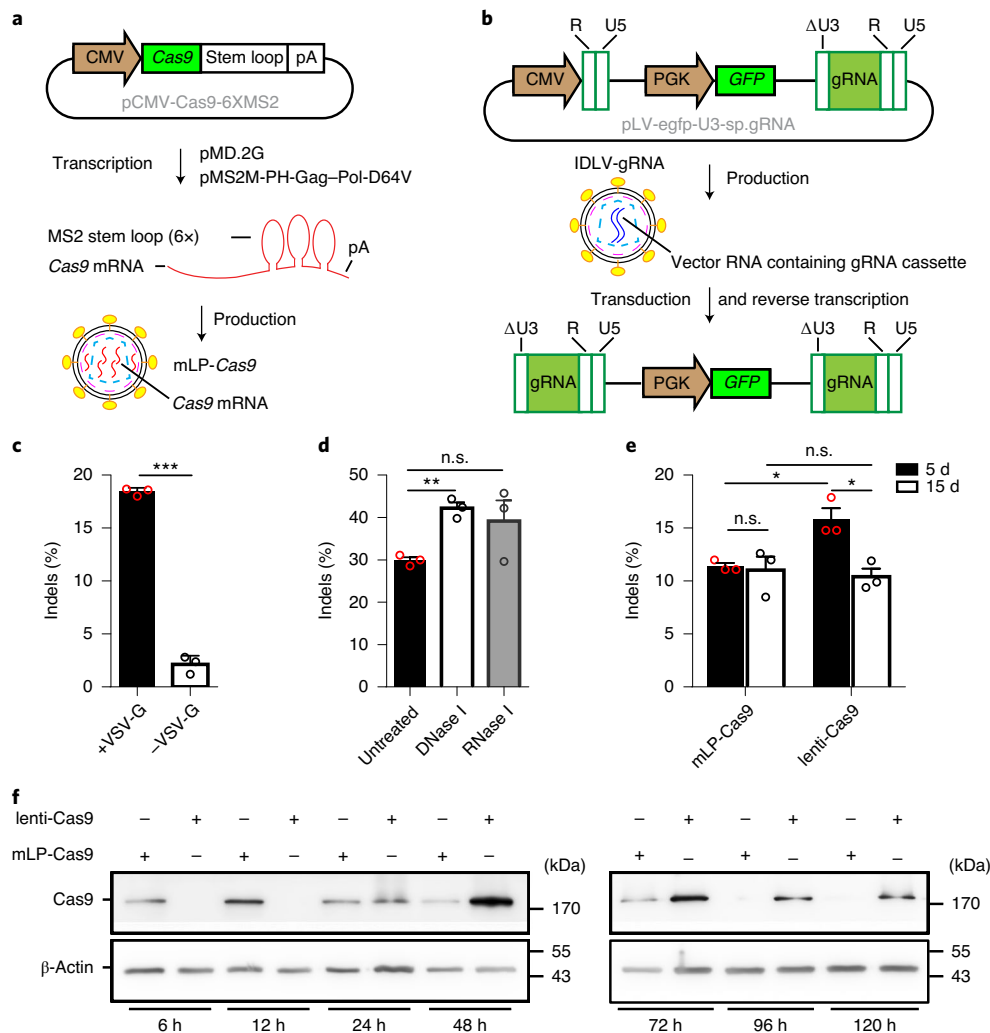 a
CMV
Cas9
Stem loop
pA
pCMV-Cas9-6XMS2
Transcription
pMD.2G
pMS2M-PH-Gag–Pol-D64V
MS2 stem loop (6×)
pA
Cas9 mRNA
Production
mLP-Cas9
Cas9 mRNA
b
R U5
ΔU3
R U5
CMV
PGK
GFP
gRNA
pLV-egfp-U3-sp.gRNA
IDLV-gRNA
Production
Vector RNA containing gRNA cassette
Transduction and reverse transcription
ΔU3 R U5
ΔU3 R U5
gRNA
PGK
GFP
gRNA
c
Indels (%)
20
15
10
5
0
***
+VSV-G
–VSV-G
d
Indels (%)
50
40
30
20
10
0
n.s.
**
Untreated
DNase I
RNase I
e
Indels (%)
20
15
10
5
0
n.s.
*
*
n.s.
5 d
15 d
mLP-Cas9
lenti-Cas9
f
lenti-Cas9 – + – + – + – + – + – + – +
mLP-Cas9 + – + – + – + – + – + – + –
(kDa) (kDa)
Cas9
170 170
β-Actin
55 55
43 43
6 h 12 h 24 h 48 h 72 h 96 h 120 h